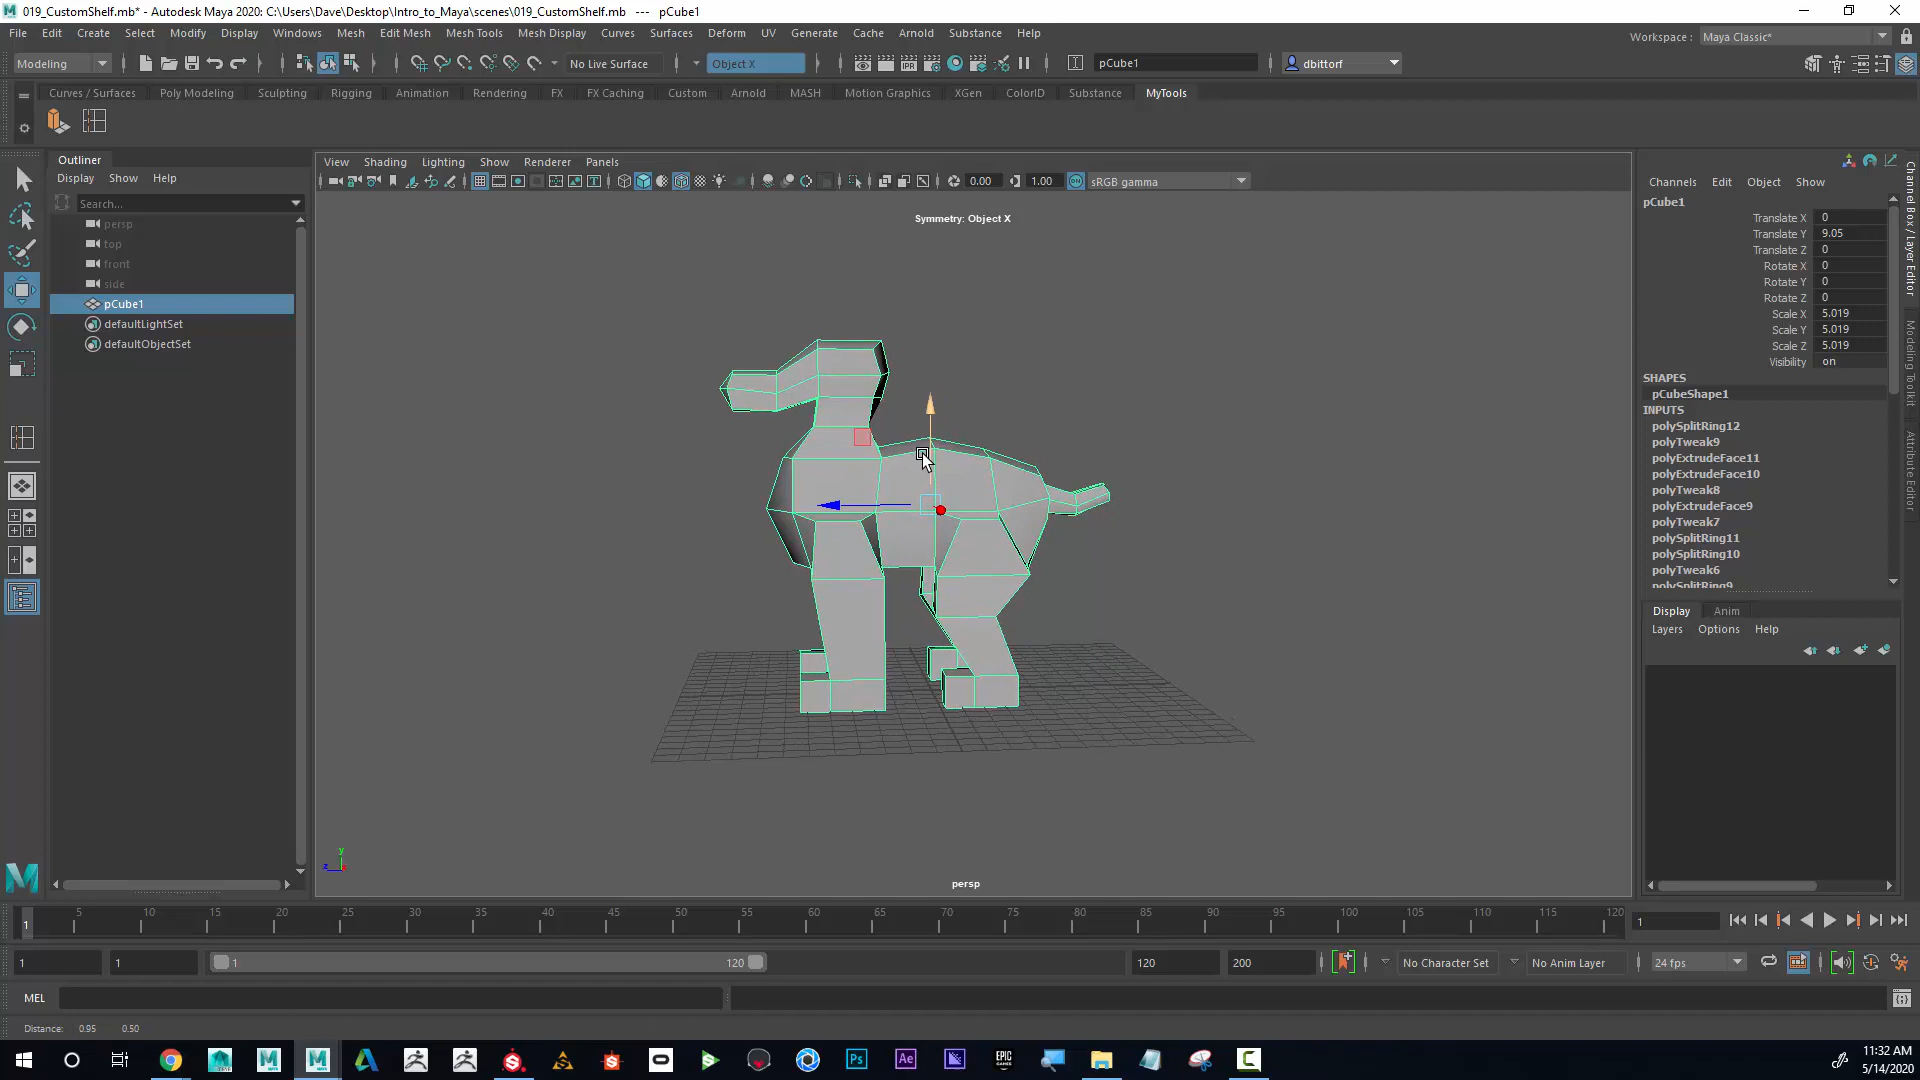 019_CustomShelf.mb* - Autodesk Maya 2020: C:\Users\Dave\Desktop\Intro_to_Maya\scenes\019_CustomShelf.mb   ---   pCube1
File Edit Create Select Modify Display Windows Mesh Edit Mesh Mesh Tools Mesh Display Curves Surfaces Deform UV Generate Cache Arnold Substance Help
Workspace : Maya Classic*
Modeling No Live Surface Object X pCube1 dbittorf
Curves / Surfaces Poly Modeling Sculpting Rigging Animation Rendering FX FX Caching Custom Arnold MASH Motion Graphics XGen ColorID Substance MyTools
Outliner
Display Show Help
Search...
persp
top
front
side
pCube1
defaultLightSet
defaultObjectSet
View Shading Lighting Show Renderer Panels
0.00 1.00 ON sRGB gamma
Symmetry: Object X
y
z
persp
Channels Edit Object Show
pCube1
Translate X 0
Translate Y 9.05
Translate Z 0
Rotate X 0
Rotate Y 0
Rotate Z 0
Scale X 5.019
Scale Y 5.019
Scale Z 5.019
Visibility on
SHAPES
pCubeShape1
INPUTS
polySplitRing12
polyTweak9
polyExtrudeFace11
polyExtrudeFace10
polyTweak8
polyExtrudeFace9
polyTweak7
polySplitRing11
polySplitRing10
polyTweak6
polySplitRing9
Display Anim
Layers Options Help
Channel Box / Layer Editor
Modeling Toolkit
Attribute Editor
1 5 10 15 20 25 30 35 40 45 50 55 60 65 70 75 80 85 90 95 100 105 110 115 120
1
1 1 1 120 120 200 No Character Set No Anim Layer 24 fps
MEL
Distance: 0.95 0.50
11:32 AM
5/14/2020